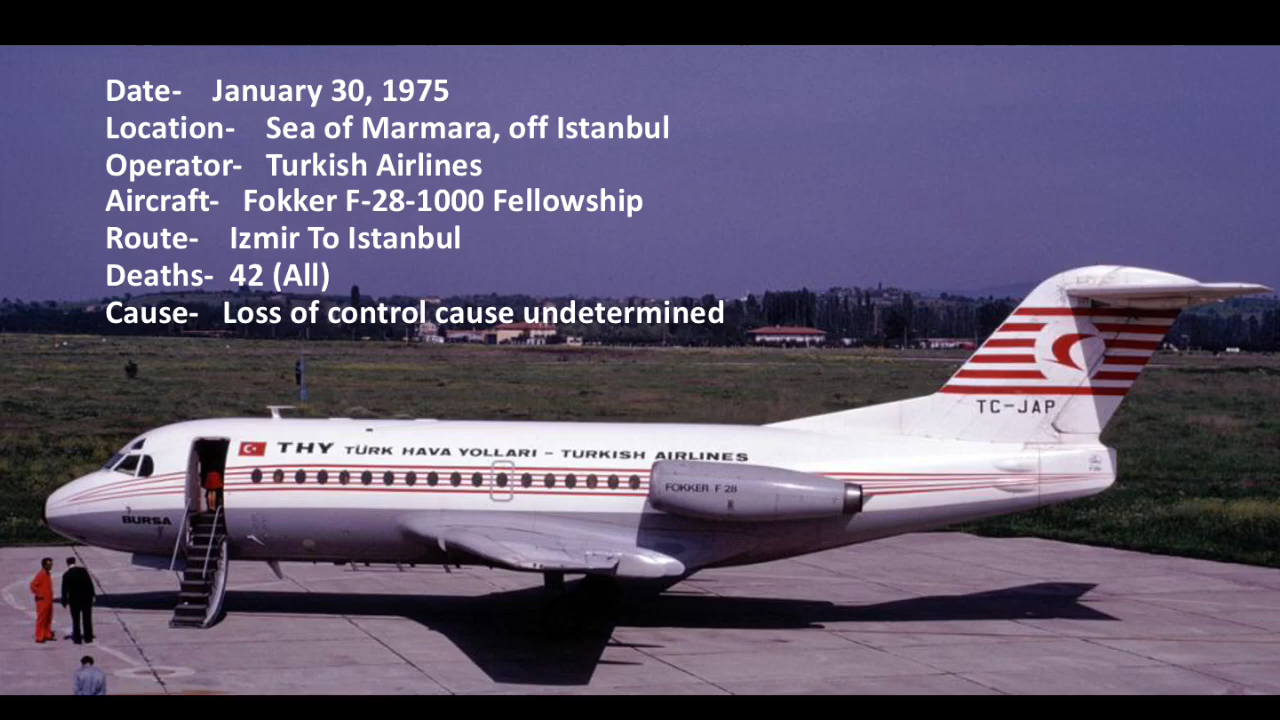 Date- January 30, 1975
Location- Sea of Marmara, off Istanbul
Operator- Turkish Airlines
Aircraft- Fokker F-28-1000 Fellowship
Route- Izmir To Istanbul
Deaths- 42 (All)
Cause- Loss of control cause undetermined
TC-JAP
THY TÜRK HAVA YOLLARI - TURKISH AIRLINES
FOKKER F 28
BURSA